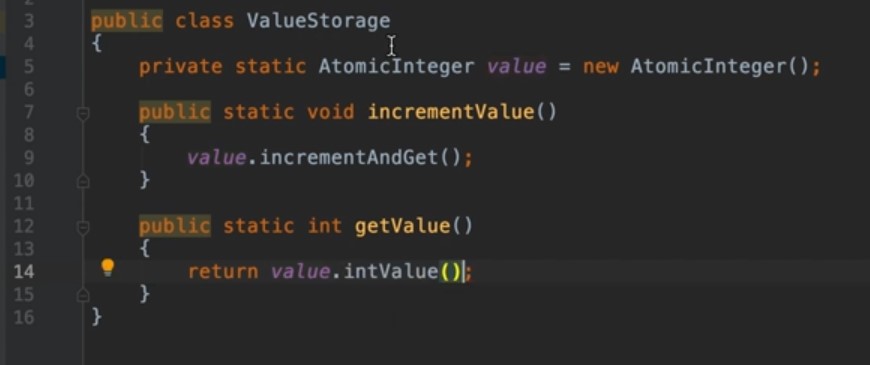 3 public class ValueStorage
4 {
5 private static AtomicInteger value = new AtomicInteger();
6
7 public static void incrementValue()
8 {
9 value.incrementAndGet();
10 }
11
12 public static int getValue()
13 {
14 return value.intValue();
15 }
16 }